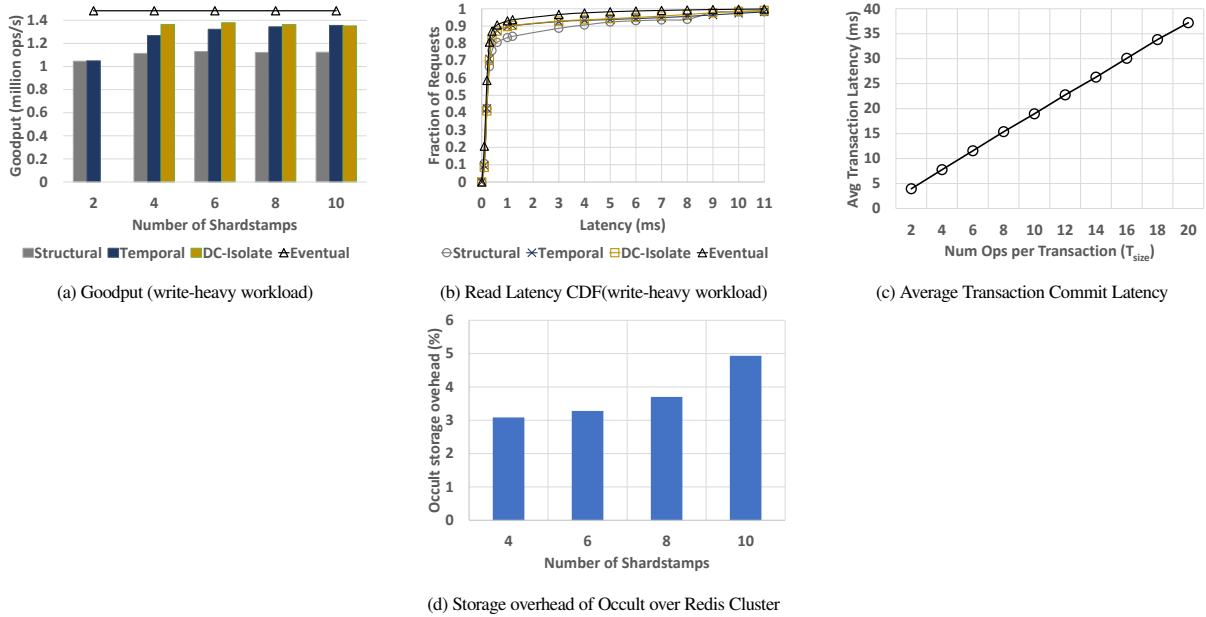 1.4
1.2
1
0.8
0.6
0.4
0.2
0
Goodput (million ops/s)
2 4 6 8 10
Number of Shardstamps
Structural Temporal DC-Isolate Eventual
(a) Goodput (write-heavy workload)
1
0.9
0.8
0.7
0.6
0.5
0.4
0.3
0.2
0.1
0
Fraction of Requests
0 1 2 3 4 5 6 7 8 9 10 11
Latency (ms)
Structural Temporal DC-Isolate Eventual
(b) Read Latency CDF(write-heavy workload)
40
35
30
25
20
15
10
5
0
Avg Transaction Latency (ms)
2 4 6 8 10 12 14 16 18 20
Num Ops per Transaction (Tsize)
(c) Average Transaction Commit Latency
6
5
4
3
2
1
0
Occult storage ovehead (%)
4 6 8 10
Number of Shardstamps
(d) Storage overhead of Occult over Redis Cluster